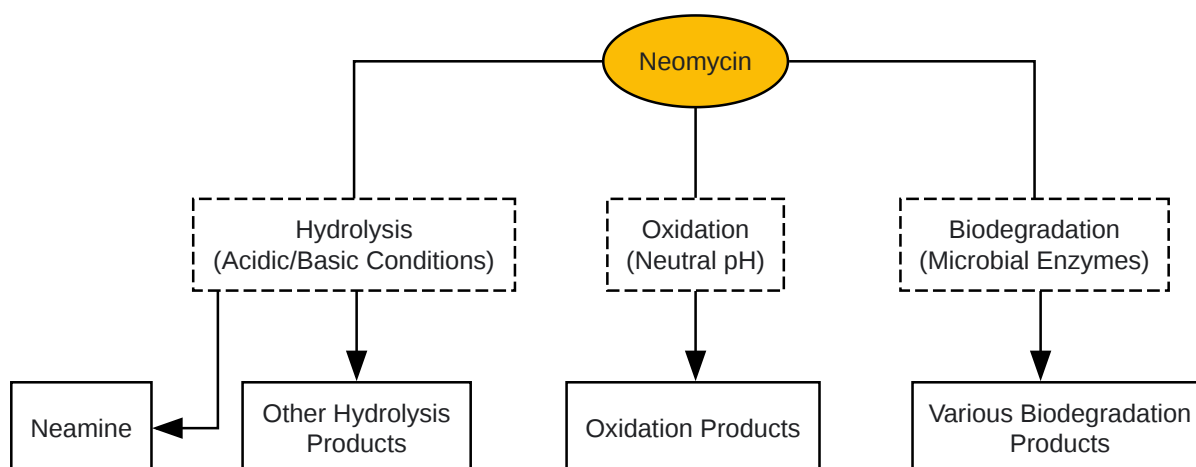 Neomycin
Hydrolysis
(Acidic/Basic Conditions)
Oxidation
(Neutral pH)
Biodegradation
(Microbial Enzymes)
Neamine
Other Hydrolysis
Products
Oxidation Products
Various Biodegradation
Products